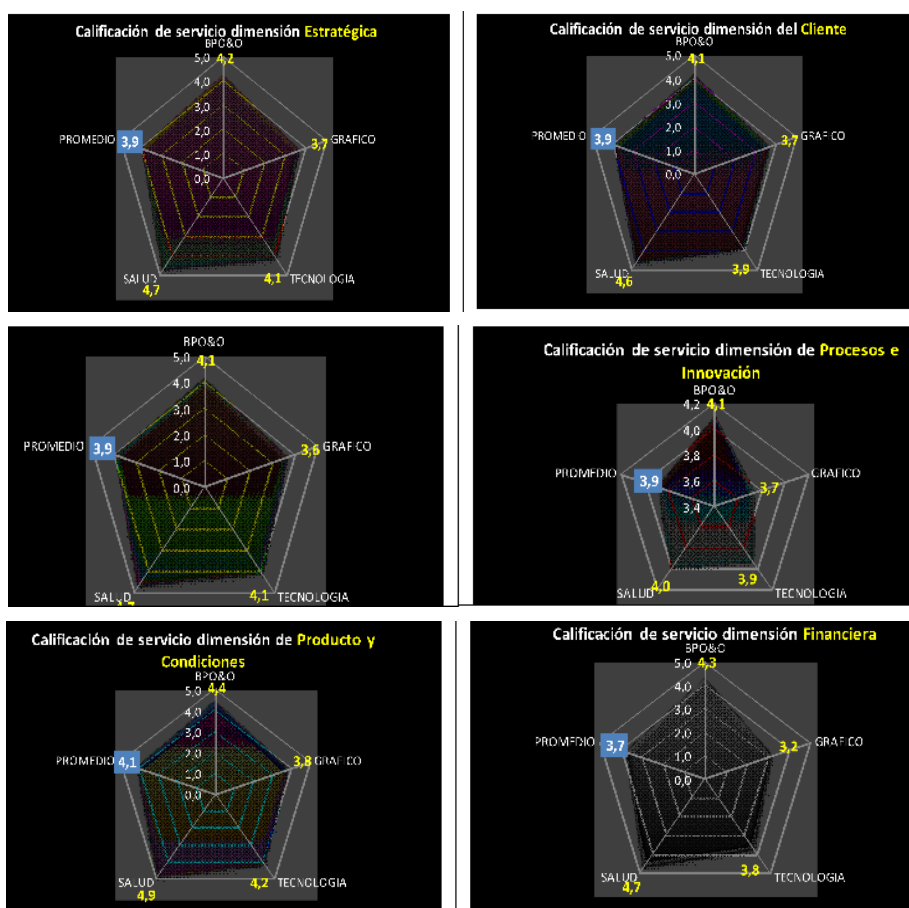 Calificación de servicio dimensión Estratégica
BPO&O
5,0
4,2
4,0
3,0
2,0
1,0
0,0
PROMEDIO
3,9
3,7
GRAFICO
SALUD
4,7
4,1
TECNOLOGIA
Calificación de servicio dimensión del Cliente
BPO&O
5,0
4,1
4,0
3,0
2,0
1,0
0,0
PROMEDIO
3,9
3,7
GRAFICO
SALUD
4,6
3,9
TECNOLOGIA
BPO&O
5,0
4,1
4,0
3,0
2,0
1,0
0,0
PROMEDIO
3,9
3,6
GRAFICO
SALUD
4,1
TECNOLOGIA
Calificación de servicio dimensión de Procesos e
Innovación
BPO&O
4,2
4,1
4,0
3,8
3,6
3,4
PROMEDIO
3,9
3,7
GRAFICO
SALUD
4,0
3,9
TECNOLOGIA
Calificación de servicio dimensión de Producto y
Condiciones
BPO&O
5,0
4,4
4,0
3,0
2,0
1,0
0,0
PROMEDIO
4,1
3,8
GRAFICO
SALUD
4,9
4,2
TECNOLOGIA
Calificación de servicio dimensión Financiera
BPO&O
5,0
4,3
4,0
3,0
2,0
1,0
0,0
PROMEDIO
3,7
3,2
GRAFICO
SALUD
4,7
3,8
TECNOLOGIA